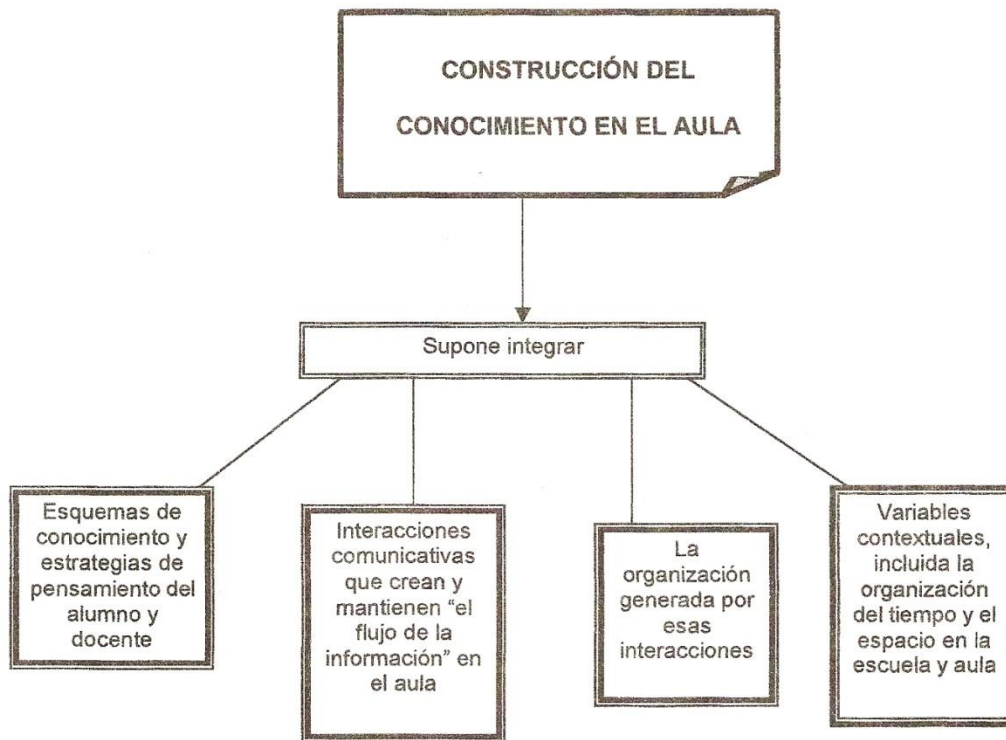 CONSTRUCCIÓN DEL
CONOCIMIENTO EN EL AULA
Supone integrar
Esquemas de
conocimiento y
estrategias de
pensamiento del
alumno y
docente
Interacciones
comunicativas
que crean y
mantienen “el
flujo de la
información” en
el aula
La
organización
generada por
esas
interacciones
Variables
contextuales,
incluida la
organización
del tiempo y el
espacio en la
escuela y aula